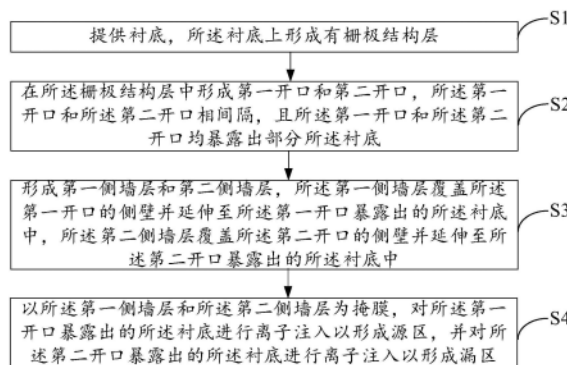 提供衬底，所述衬底上形成有栅极结构层
S1
在所述栅极结构层中形成第一开口和第二开口，所述第一
开口和所述第二开口相间隔，且所述第一开口和所述第二
开口均暴露出部分所述衬底
S2
形成第一侧墙层和第二侧墙层，所述第一侧墙层覆盖所述
第一开口的侧壁并延伸至所述第一开口暴露出的所述衬底
中，所述第二侧墙层覆盖所述第二开口的侧壁并延伸至所
述第二开口暴露出的所述衬底中
S3
以所述第一侧墙层和所述第二侧墙层为掩膜，对所述第一
开口暴露出的所述衬底进行离子注入以形成源区，并对所
述第二开口暴露出的所述衬底进行离子注入以形成漏区
S4